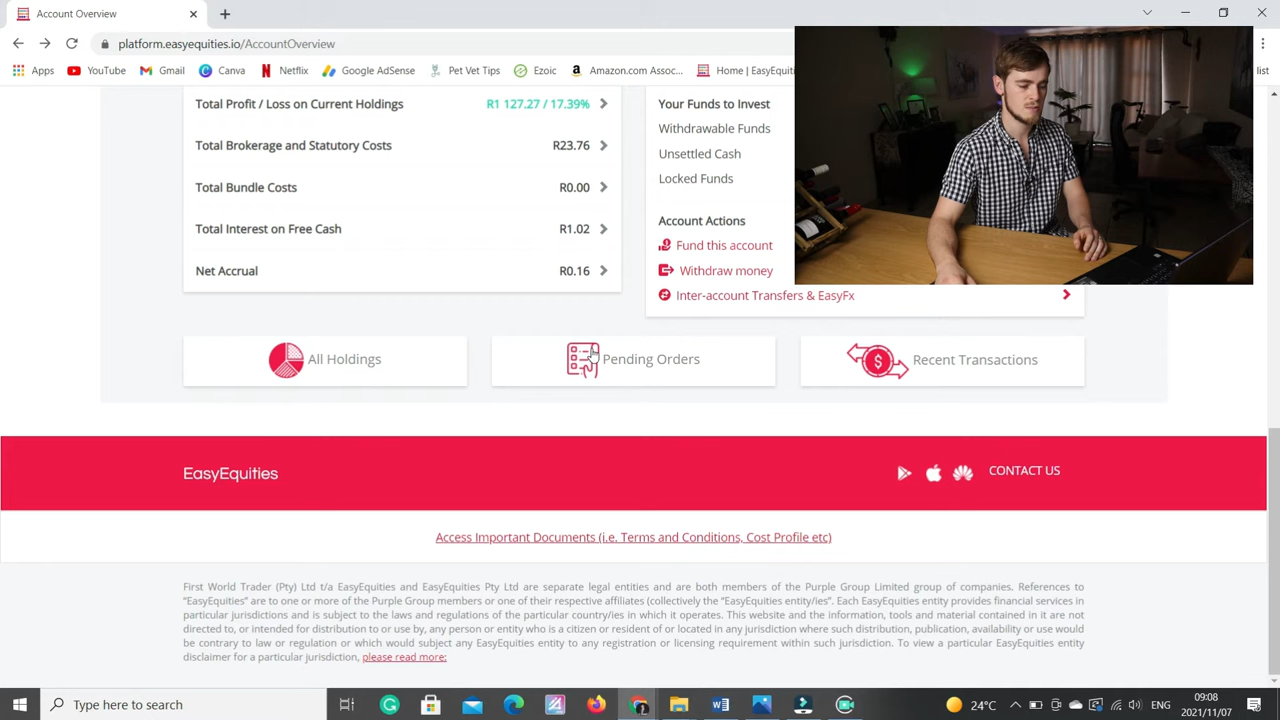 Account Overview
platform.easyequities.io/AccountOverview
Apps YouTube Gmail Canva Netflix Google AdSense Pet Vet Tips Ezoic Amazon.com Assoc... Home | EasyEquiti
list
Total Profit / Loss on Current Holdings R1 127.27 / 17.39%
Total Brokerage and Statutory Costs R23.76
Total Bundle Costs R0.00
Total Interest on Free Cash R1.02
Net Accrual R0.16
Your Funds to Invest
Withdrawable Funds
Unsettled Cash
Locked Funds
Account Actions
Fund this account
Withdraw money
Inter-account Transfers & EasyFx
All Holdings
Pending Orders
Recent Transactions
EasyEquities
CONTACT US
Access Important Documents (i.e. Terms and Conditions, Cost Profile etc)
First World Trader (Pty) Ltd t/a EasyEquities and EasyEquities Pty Ltd are separate legal entities and are both members of the Purple Group Limited group of companies. References to
“EasyEquities” are to one or more of the Purple Group members or one of their respective affiliates (collectively the “EasyEquities entity/ies”. Each EasyEquities entity provides financial services in
particular jurisdictions and is subject to the laws and regulations of the particular country/ies in which it operates. This website and the information, tools and material contained in it are not
directed to, or intended for distribution to or use by, any person or entity who is a citizen or resident of or located in any jurisdiction where such distribution, publication, availability or use would
be contrary to law or regulation or which would subject any EasyEquities entity to any registration or licensing requirement within such jurisdiction. To view a particular EasyEquities entity
disclaimer for a particular jurisdiction, please read more:
Type here to search
24°C
ENG
09:08
2021/11/07